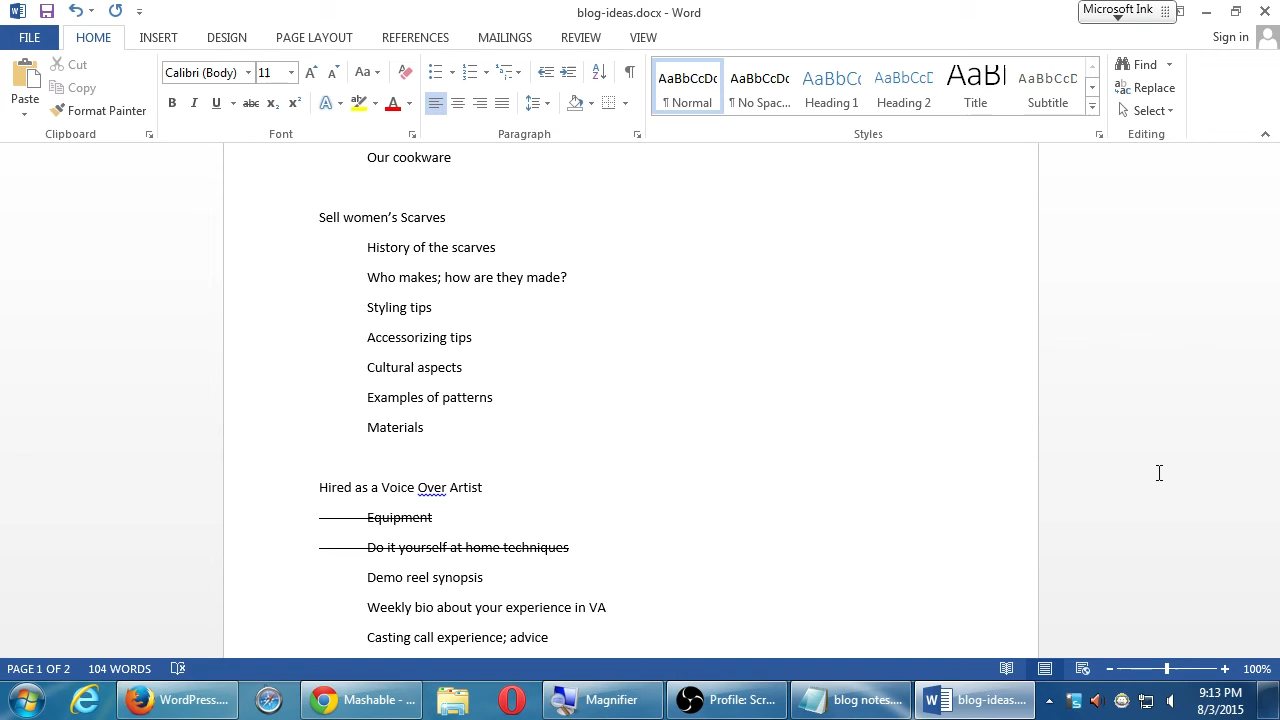 blog-ideas.docx - Word
Microsoft Ink
FILE HOME INSERT DESIGN PAGE LAYOUT REFERENCES MAILINGS REVIEW VIEW Sign in
Paste
Cut
Copy
Format Painter
Clipboard
Calibri (Body) 11
Font
Paragraph
AaBbCcDc
¶ Normal
AaBbCcDc
¶ No Spac...
AaBbCc
Heading 1
AaBbCcD
Heading 2
AaB
Title
AaBbCcD
Subtitle
Styles
Find
Replace
Select
Editing
Our cookware
Sell women’s Scarves
History of the scarves
Who makes; how are they made?
Styling tips
Accessorizing tips
Cultural aspects
Examples of patterns
Materials
Hired as a Voice Over Artist
Equipment
Do it yourself at home techniques
Demo reel synopsis
Weekly bio about your experience in VA
Casting call experience; advice
PAGE 1 OF 2 104 WORDS 100%
WordPress.... Mashable - ... Magnifier Profile: Scr... blog notes.... blog-ideas....
9:13 PM
8/3/2015